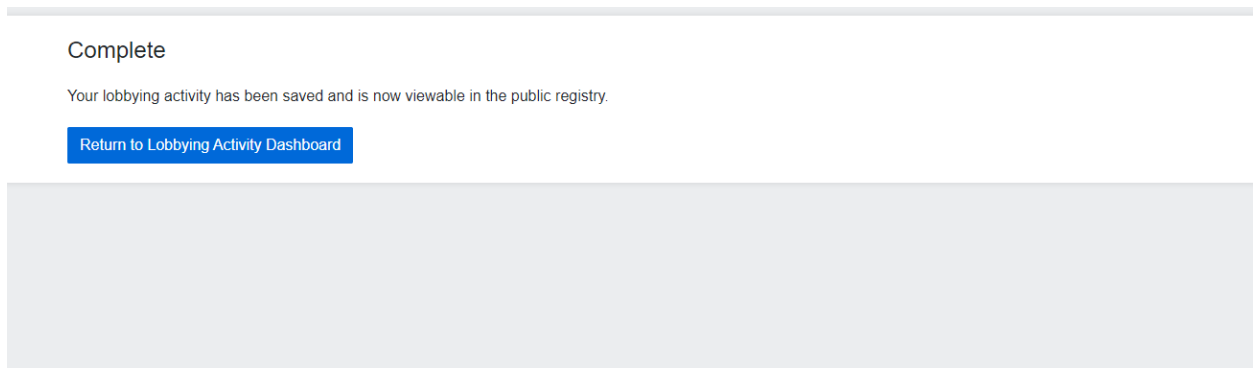 Complete
Your lobbying activity has been saved and is now viewable in the public registry.
Return to Lobbying Activity Dashboard